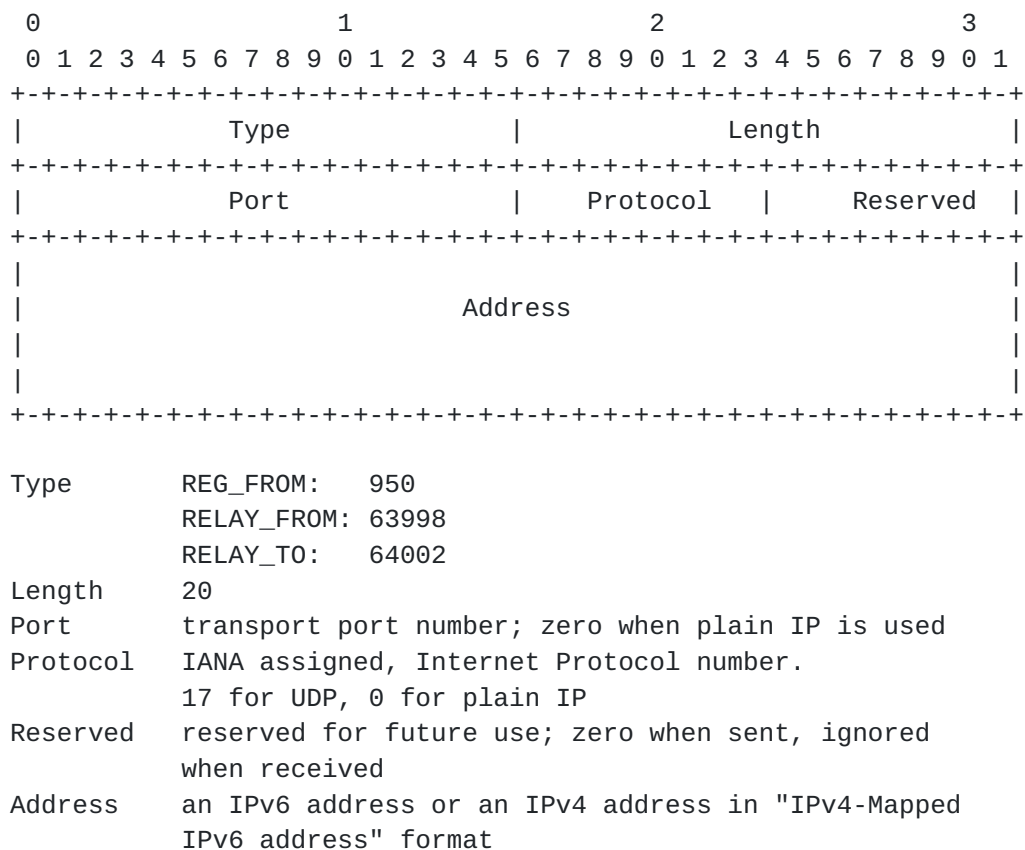 0                   1                   2                   3
 0 1 2 3 4 5 6 7 8 9 0 1 2 3 4 5 6 7 8 9 0 1 2 3 4 5 6 7 8 9 0 1
+-+-+-+-+-+-+-+-+-+-+-+-+-+-+-+-+-+-+-+-+-+-+-+-+-+-+-+-+-+-+-+-+
|             Type              |             Length            |
+-+-+-+-+-+-+-+-+-+-+-+-+-+-+-+-+-+-+-+-+-+-+-+-+-+-+-+-+-+-+-+-+
|             Port              |    Protocol   |     Reserved  |
+-+-+-+-+-+-+-+-+-+-+-+-+-+-+-+-+-+-+-+-+-+-+-+-+-+-+-+-+-+-+-+-+
|                                                               |
|                            Address                            |
|                                                               |
|                                                               |
+-+-+-+-+-+-+-+-+-+-+-+-+-+-+-+-+-+-+-+-+-+-+-+-+-+-+-+-+-+-+-+-+

Type       REG_FROM:   950
           RELAY_FROM: 63998
           RELAY_TO:   64002
Length     20
Port       transport port number; zero when plain IP is used
Protocol   IANA assigned, Internet Protocol number.
           17 for UDP, 0 for plain IP
Reserved   reserved for future use; zero when sent, ignored
           when received
Address    an IPv6 address or an IPv4 address in "IPv4-Mapped
           IPv6 address" format